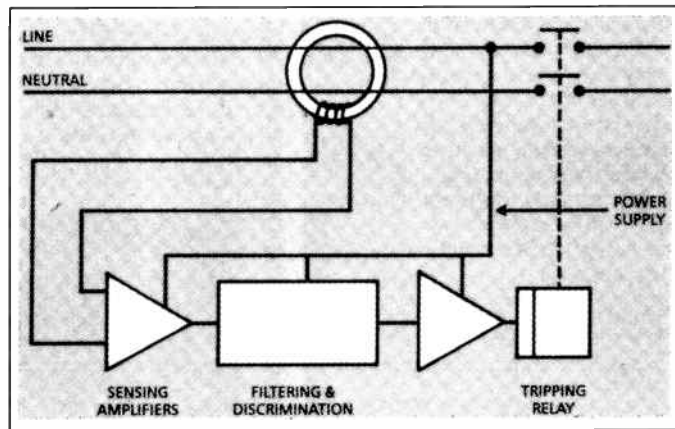 LINE
NEUTRAL
POWER
SUPPLY
SENSING
AMPLIFIERS
FILTERING &
DISCRIMINATION
TRIPPING
RELAY